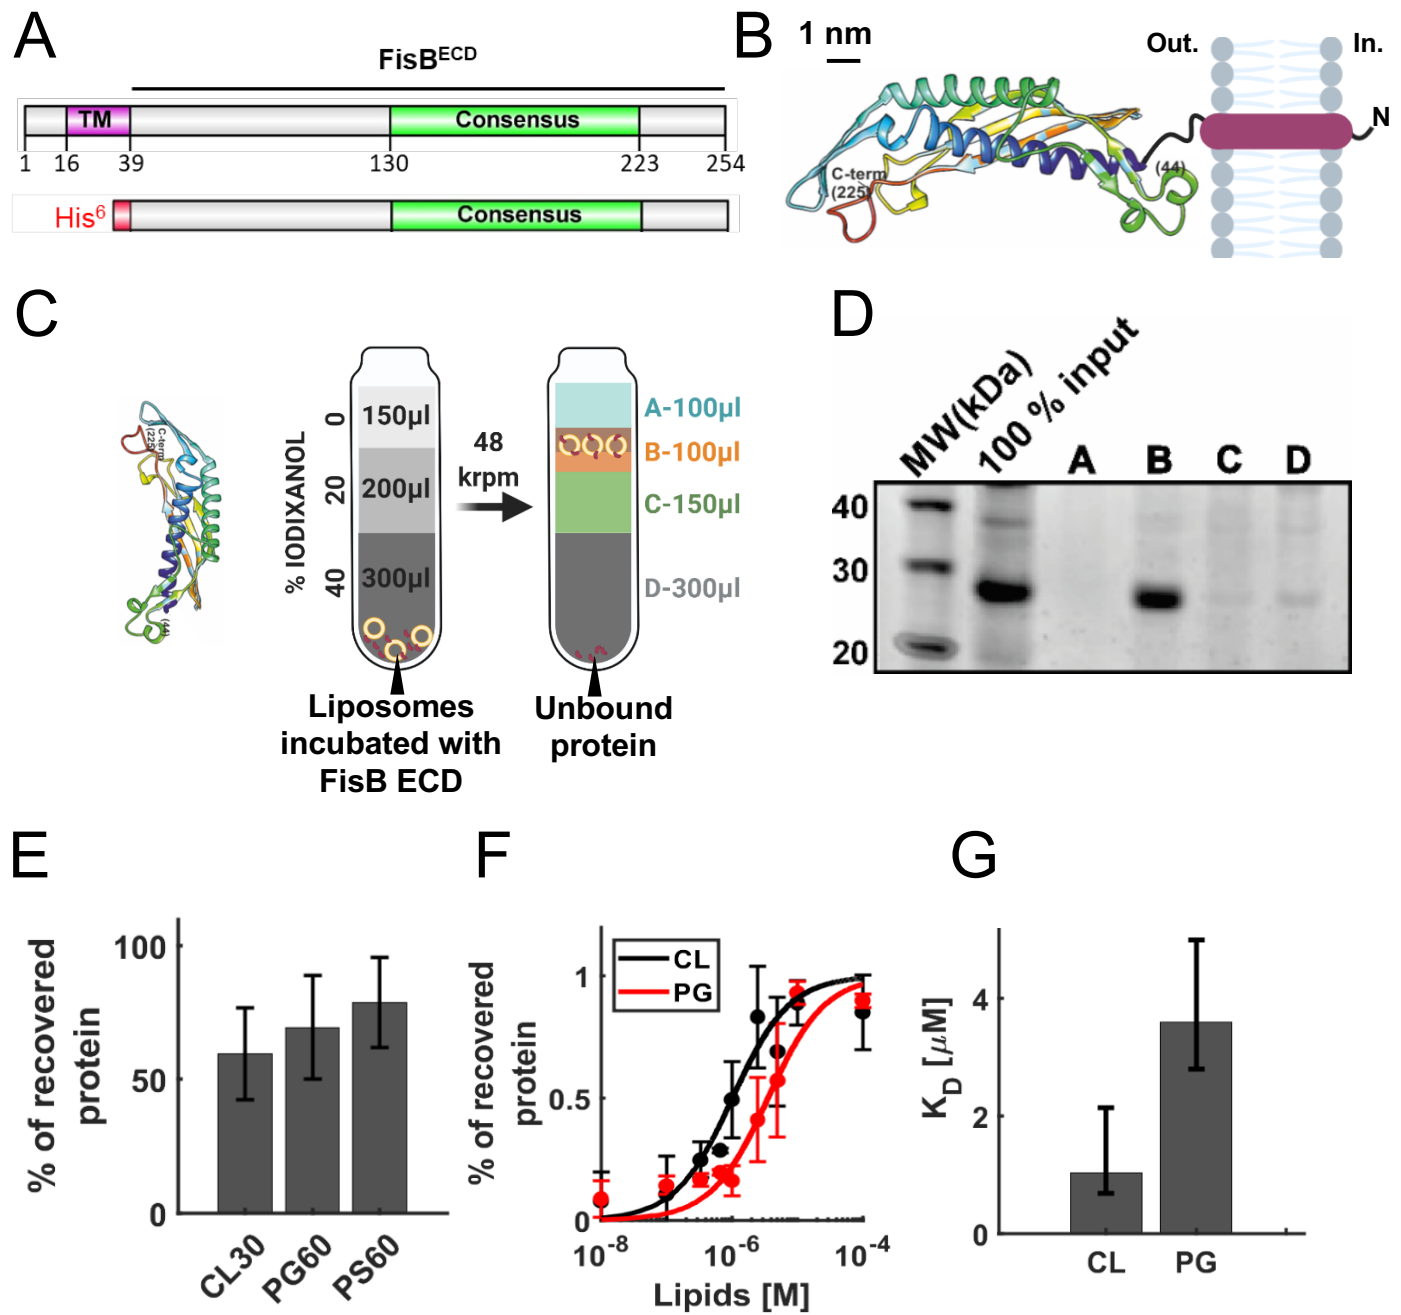 A
FisB^ECD
TM
Consensus
1 16 39 130 223 254
His^6
Consensus
B
1 nm
Out.
In.
N
C-term
(225)
(44)
C
C-term
(225)
(44)
% IODIXANOL
0
20
40
150µl
200µl
300µl
48
krpm
A-100µl
B-100µl
C-150µl
D-300µl
Liposomes
incubated with
FisB ECD
Unbound
protein
D
MW(kDa)
100 % input
A B C D
40
30
20
E
% of recovered
protein
100
50
0
CL30
PG60
PS60
F
% of recovered
protein
1
0.5
0
CL
PG
10^-8 10^-6 10^-4
Lipids [M]
G
K_D [µM]
4
2
0
CL PG